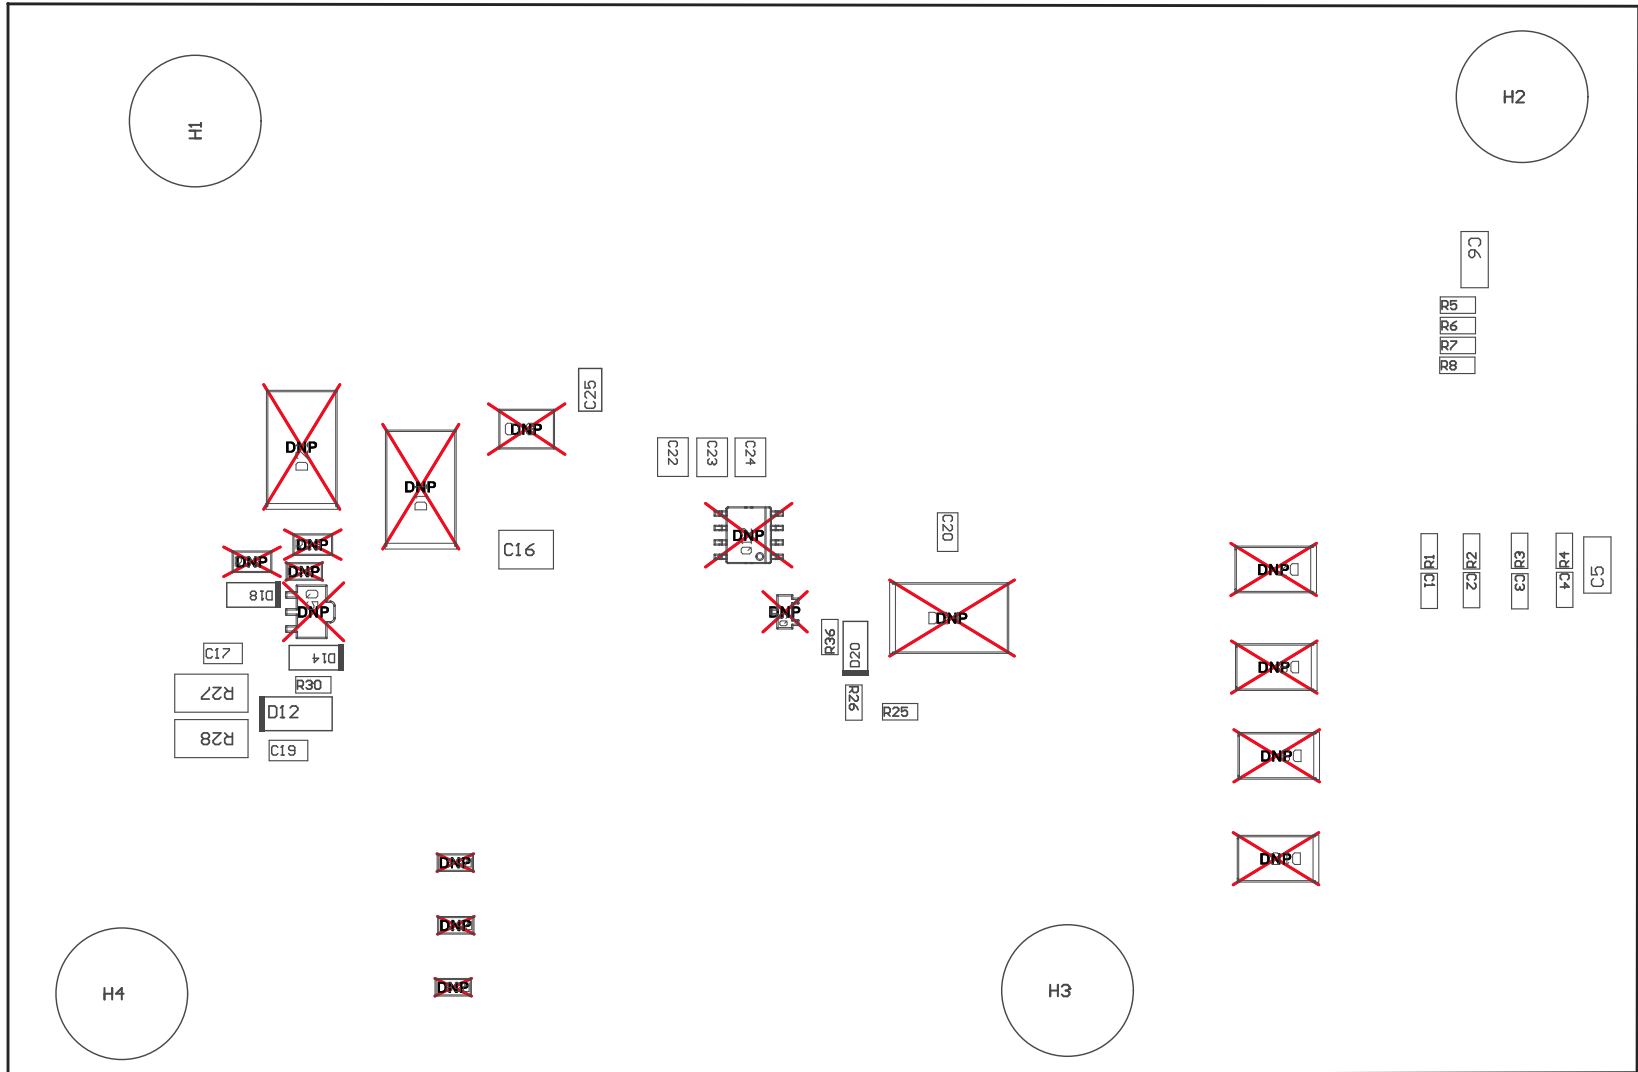 H1
H2
C6
R5
R6
R7
R8
C25
DNP
DNP
DNP
C22
C23
C24
DNP
C16
C20
DNP
DNP
DNP
D18
DNP
DNP
DNP
R36
D20
DNP
C17
D14
R30
R27
D12
R28
C19
R26
R25
DNP
DNP
DNP
DNP
R1
R2
R3
R4
C5
C1
C2
C3
C4
DNP
DNP
DNP
H4
H3